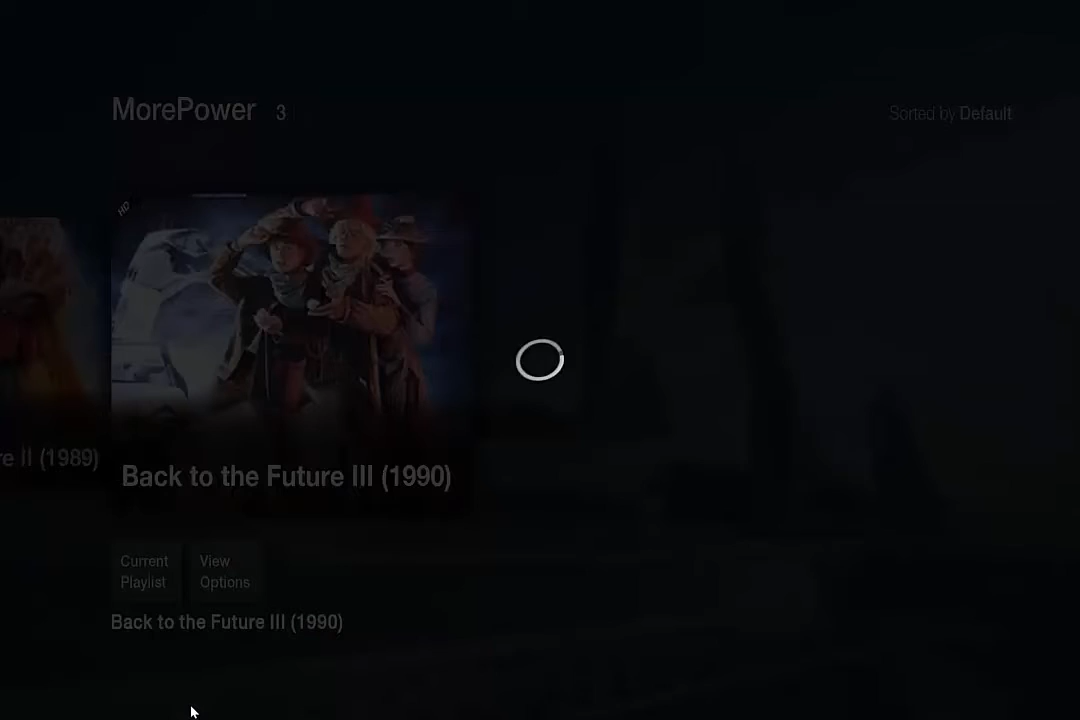 MorePower 3
Sorted by Default
HD
re II (1989)
Back to the Future III (1990)
Current
Playlist
View
Options
Back to the Future III (1990)